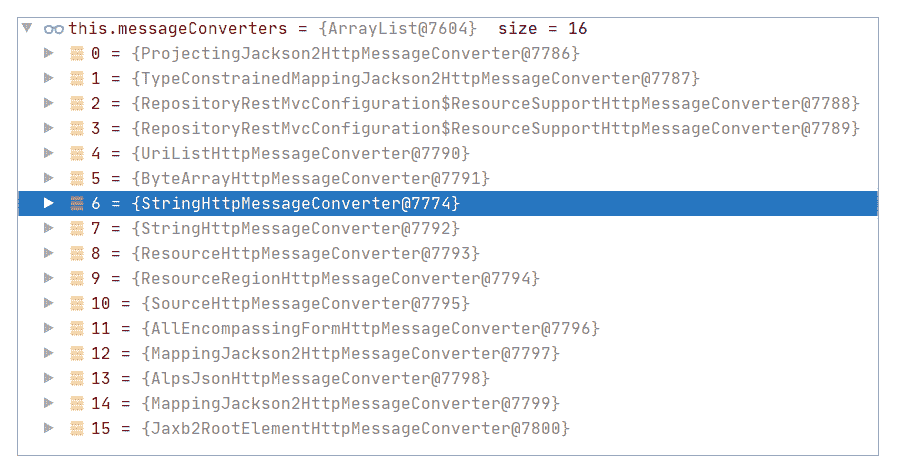 this.messageConverters = {ArrayList@7604} size = 16
0 = {ProjectingJackson2HttpMessageConverter@7786}
1 = {TypeConstrainedMappingJackson2HttpMessageConverter@7787}
2 = {RepositoryRestMvcConfiguration$ResourceSupportHttpMessageConverter@7788}
3 = {RepositoryRestMvcConfiguration$ResourceSupportHttpMessageConverter@7789}
4 = {UriListHttpMessageConverter@7790}
5 = {ByteArrayHttpMessageConverter@7791}
6 = {StringHttpMessageConverter@7774}
7 = {StringHttpMessageConverter@7792}
8 = {ResourceHttpMessageConverter@7793}
9 = {ResourceRegionHttpMessageConverter@7794}
10 = {SourceHttpMessageConverter@7795}
11 = {AllEncompassingFormHttpMessageConverter@7796}
12 = {MappingJackson2HttpMessageConverter@7797}
13 = {AlpsJsonHttpMessageConverter@7798}
14 = {MappingJackson2HttpMessageConverter@7799}
15 = {Jaxb2RootElementHttpMessageConverter@7800}